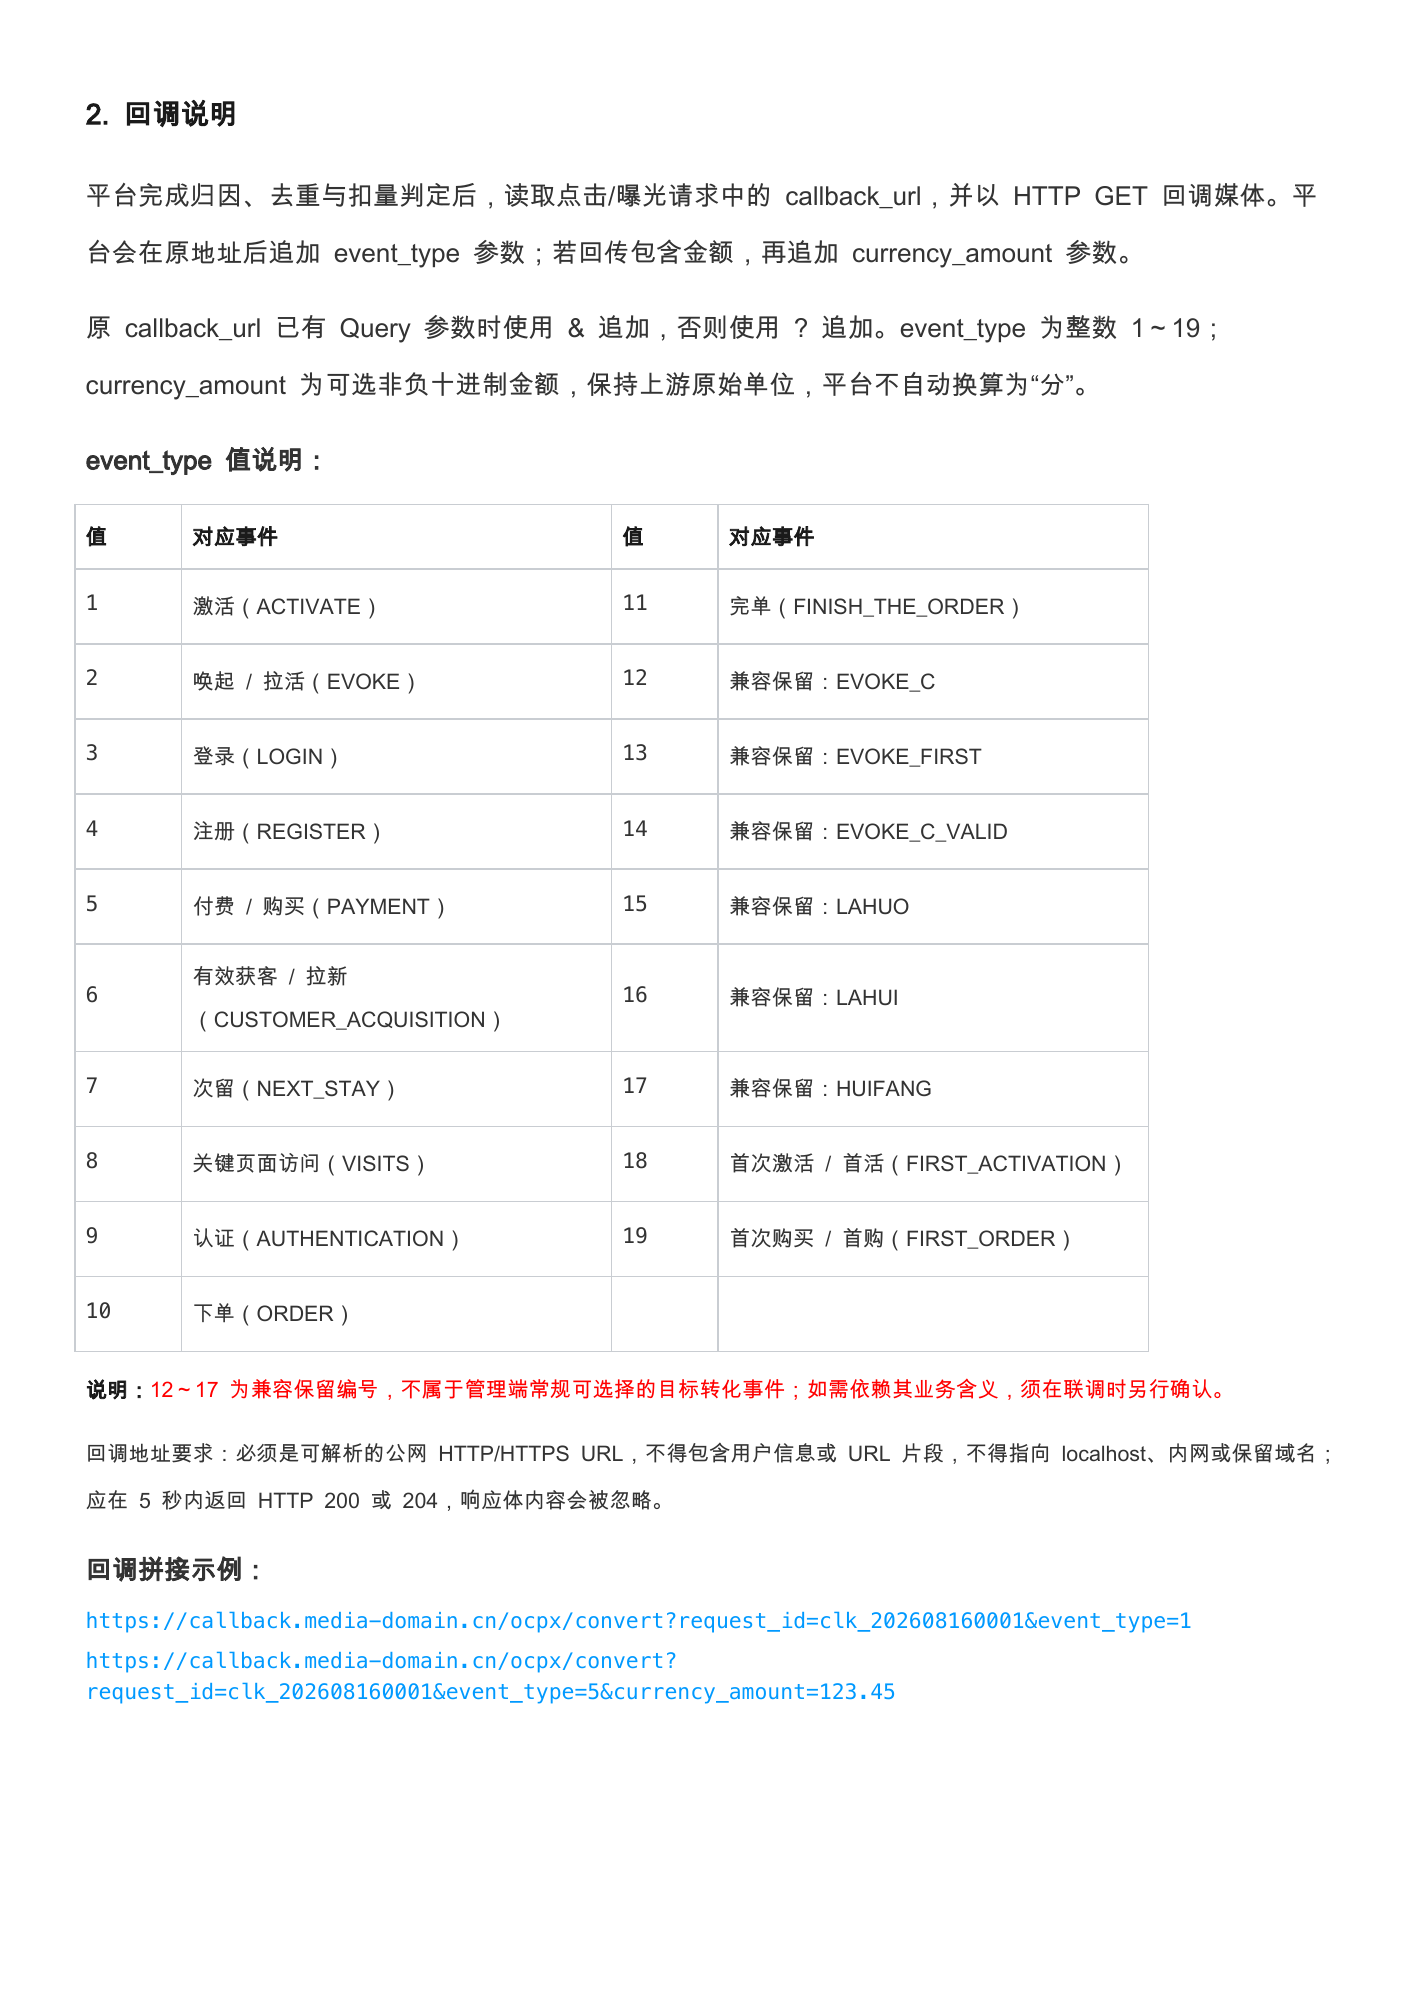 2. 回调说明
平台完成归因、去重与扣量判定后，读取点击/曝光请求中的 callback_url，并以 HTTP GET 回调媒体。平
台会在原地址后追加 event_type 参数；若回传包含金额，再追加 currency_amount 参数。
原 callback_url 已有 Query 参数时使用 & 追加，否则使用 ? 追加。event_type 为整数 1～19；
currency_amount 为可选非负十进制金额，保持上游原始单位，平台不自动换算为“分”。
event_type 值说明：
值 对应事件 值 对应事件
1 激活（ACTIVATE） 11 完单（FINISH_THE_ORDER）
2 唤起 / 拉活（EVOKE） 12 兼容保留：EVOKE_C
3 登录（LOGIN） 13 兼容保留：EVOKE_FIRST
4 注册（REGISTER） 14 兼容保留：EVOKE_C_VALID
5 付费 / 购买（PAYMENT） 15 兼容保留：LAHUO
6 有效获客 / 拉新
（CUSTOMER_ACQUISITION） 16 兼容保留：LAHUI
7 次留（NEXT_STAY） 17 兼容保留：HUIFANG
8 关键页面访问（VISITS） 18 首次激活 / 首活（FIRST_ACTIVATION）
9 认证（AUTHENTICATION） 19 首次购买 / 首购（FIRST_ORDER）
10 下单（ORDER）
说明：12～17 为兼容保留编号，不属于管理端常规可选择的目标转化事件；如需依赖其业务含义，须在联调时另行确认。
回调地址要求：必须是可解析的公网 HTTP/HTTPS URL，不得包含用户信息或 URL 片段，不得指向 localhost、内网或保留域名；
应在 5 秒内返回 HTTP 200 或 204，响应体内容会被忽略。
回调拼接示例：
https://callback.media-domain.cn/ocpx/convert?request_id=clk_202608160001&event_type=1
https://callback.media-domain.cn/ocpx/convert?
request_id=clk_202608160001&event_type=5&currency_amount=123.45